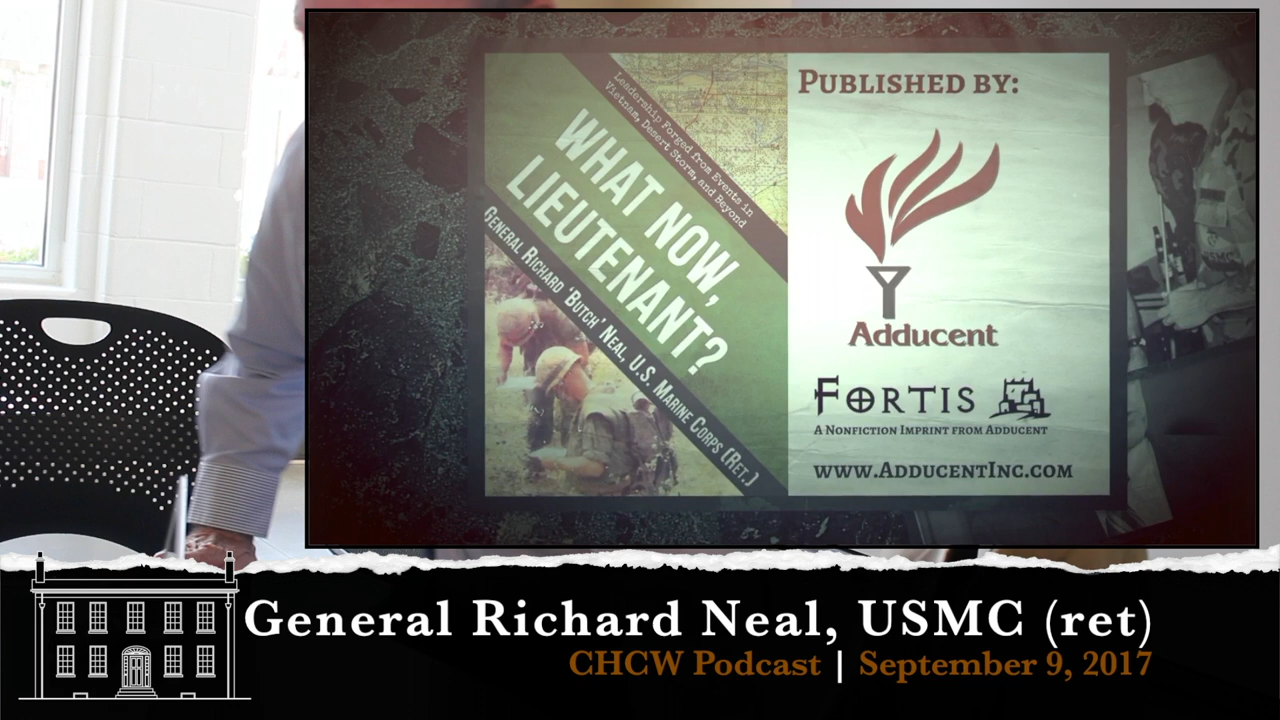 Leadership Forged from Events in
Vietnam, Desert Storm, and Beyond
WHAT NOW,
LIEUTENANT?
GENERAL RICHARD 'BUTCH' NEAL, U.S. MARINE CORPS (RET.)
PUBLISHED BY:
Adducent
FORTIS
A NONFICTION IMPRINT FROM ADDUCENT
WWW.ADDUCENTINC.COM
USMC
General Richard Neal, USMC (ret)
CHCW Podcast | September 9, 2017